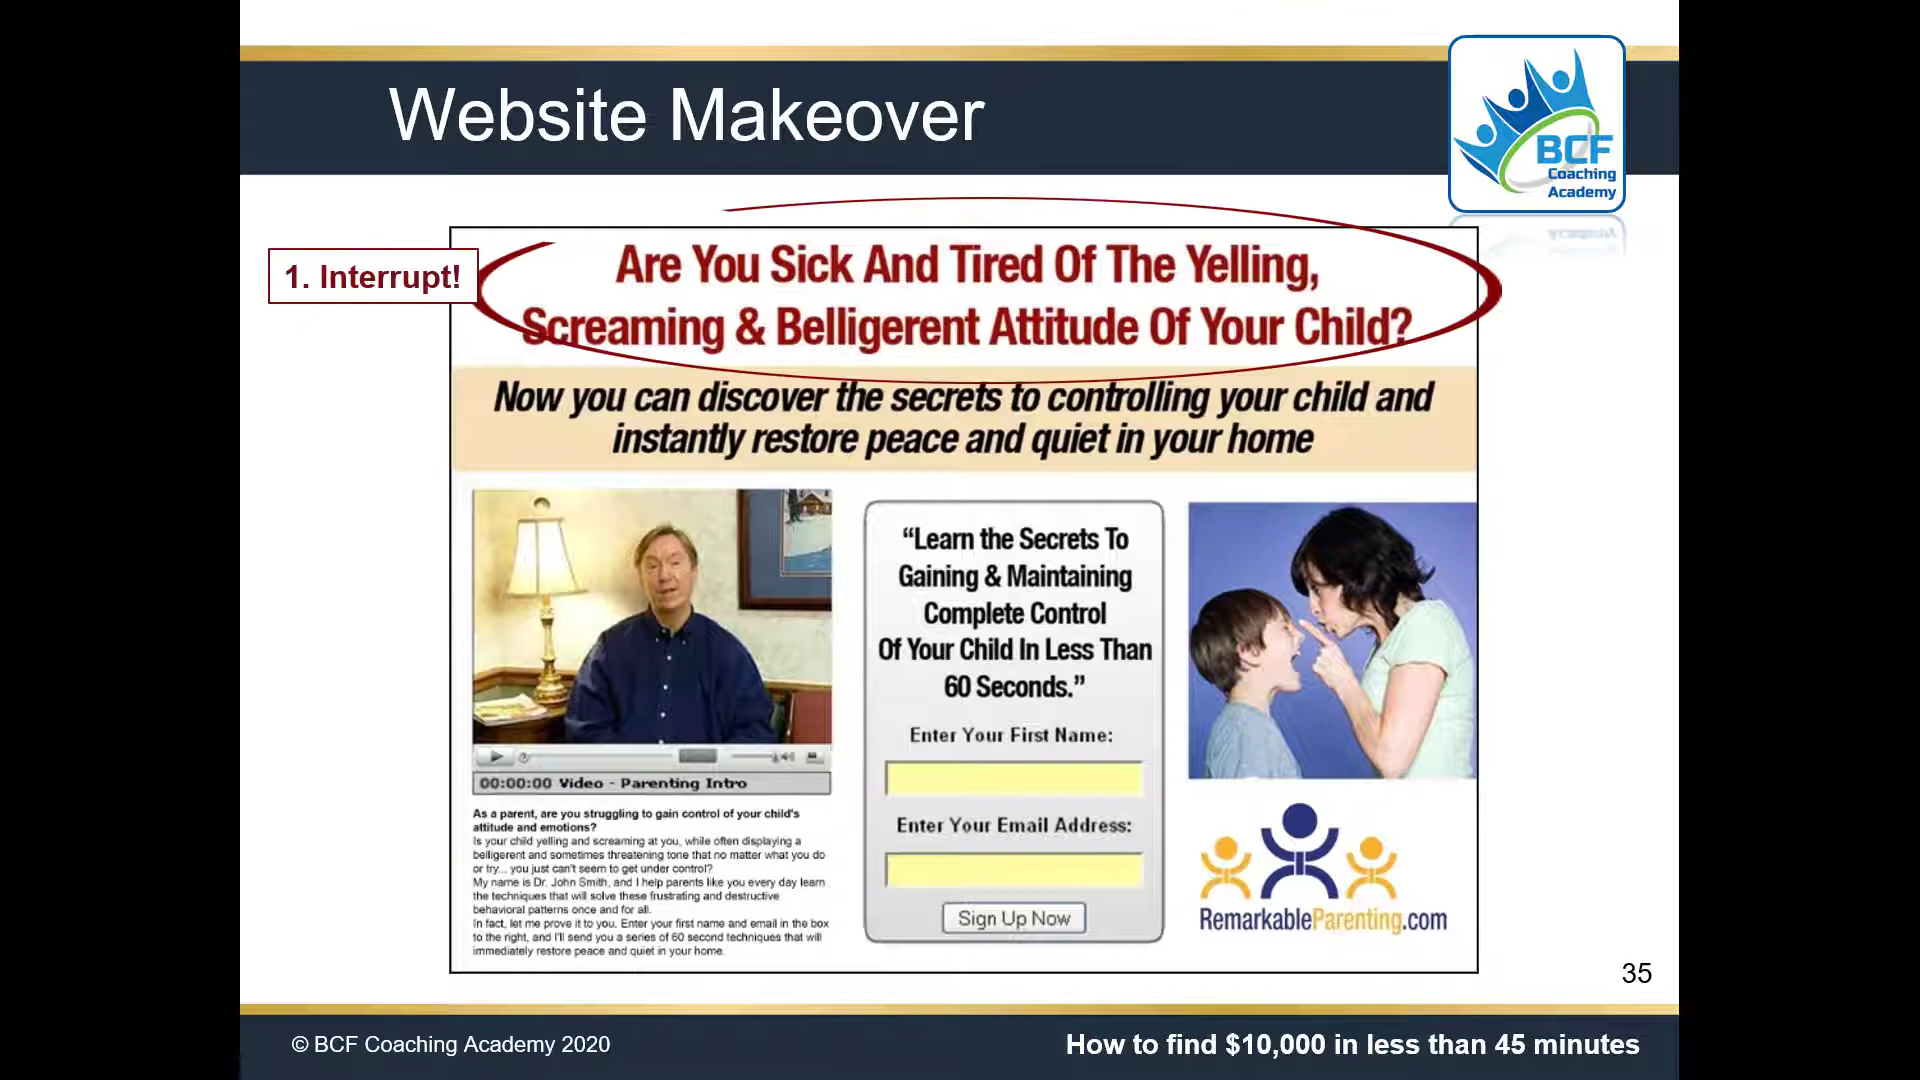 Website Makeover
BCF
Coaching
Academy
1. Interrupt!
Are You Sick And Tired Of The Yelling,
Screaming & Belligerent Attitude Of Your Child?
Now you can discover the secrets to controlling your child and
instantly restore peace and quiet in your home
00:00:00 Video - Parenting Intro
As a parent, are you struggling to gain control of your child's
attitude and emotions?
Is your child yelling and screaming at you, while often displaying a
belligerent and sometimes threatening tone that no matter what you do
or try... you just can't seem to get under control?
My name is Dr. John Smith, and I help parents like you every day learn
the techniques that will solve these frustrating and destructive
behavioral patterns once and for all.
In fact, let me prove it to you. Enter your first name and email in the box
to the right, and I'll send you a series of 60 second techniques that will
immediately restore peace and quiet in your home.
“Learn the Secrets To
Gaining & Maintaining
Complete Control
Of Your Child In Less Than
60 Seconds.”
Enter Your First Name:
Enter Your Email Address:
Sign Up Now
RemarkableParenting.com
35
© BCF Coaching Academy 2020
How to find $10,000 in less than 45 minutes